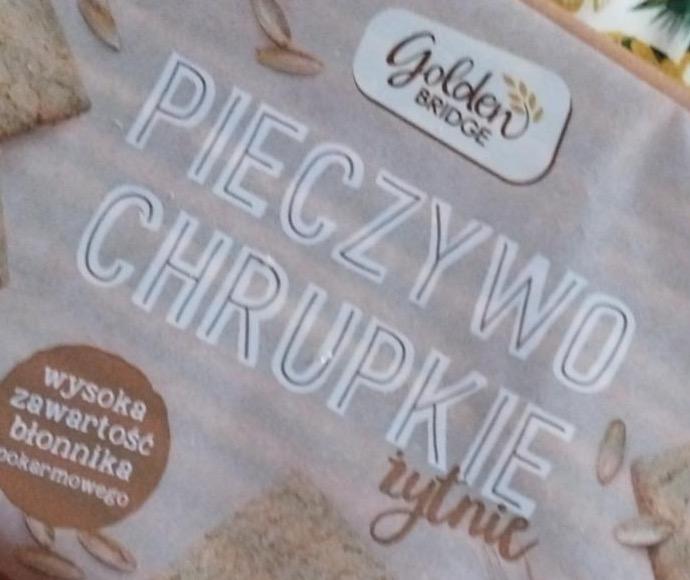 Golden
BRIDGE
PIECZYWO
CHRUPKIE
żytnie
wysoka
zawartość
błonnika
pokarmowego